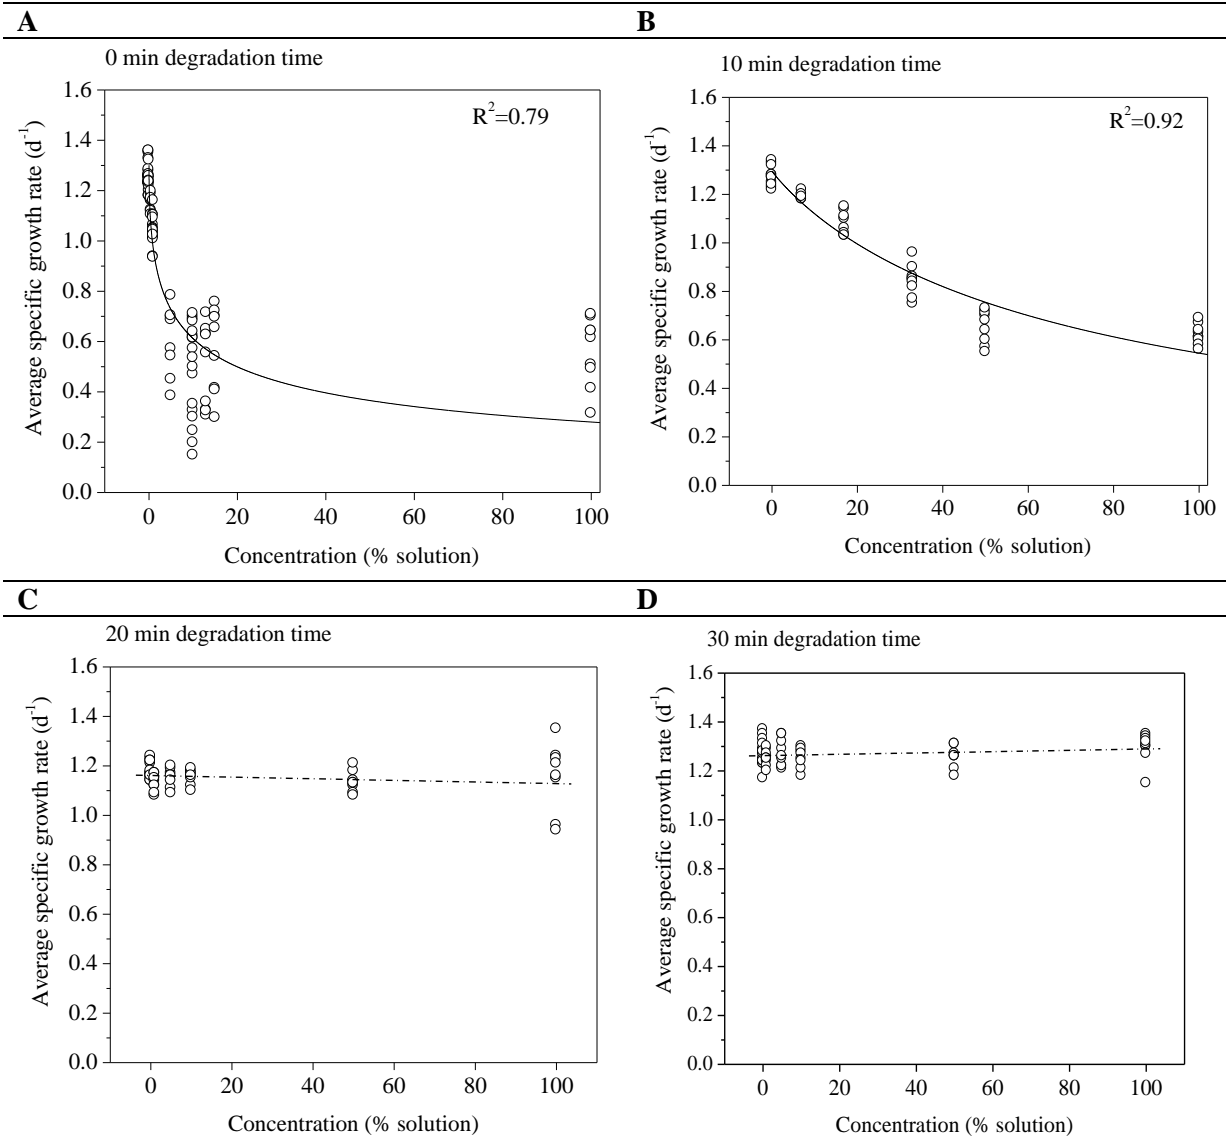 A
B
0 min degradation time
10 min degradation time
R²=0.79
R²=0.92
Average specific growth rate (d⁻¹)
1.6
1.4
1.2
1.0
0.8
0.6
0.4
0.2
0.0
0 20 40 60 80 100
Concentration (% solution)
Average specific growth rate (d⁻¹)
1.6
1.4
1.2
1.0
0.8
0.6
0.4
0.2
0.0
0 20 40 60 80 100
Concentration (% solution)
C
D
20 min degradation time
30 min degradation time
Average specific growth rate (d⁻¹)
1.6
1.4
1.2
1.0
0.8
0.6
0.4
0.2
0.0
0 20 40 60 80 100
Concentration (% solution)
Average specific growth rate (d⁻¹)
1.6
1.4
1.2
1.0
0.8
0.6
0.4
0.2
0.0
0 20 40 60 80 100
Concentration (% solution)